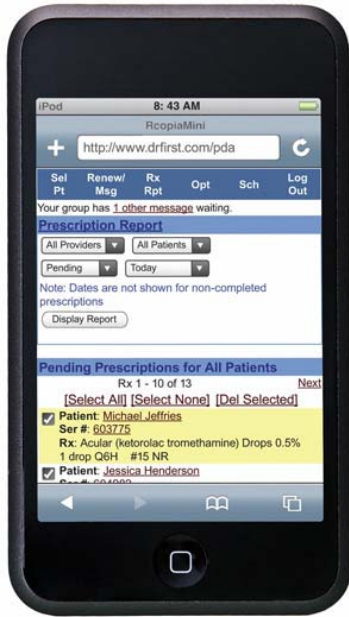 iPod 8: 43 AM
RcopiaMini
http://www.drfirst.com/pda
Sel Pt Renew/ Msg Rx Rpt Opt Sch Log Out
Your group has 1 other message waiting.
Prescription Report
All Providers All Patients
Pending Today
Note: Dates are not shown for non-completed
prescriptions
Display Report
Pending Prescriptions for All Patients
Rx 1 - 10 of 13 Next
[Select All] [Select None] [Del Selected]
Patient: Michael Jeffries
Ser #: 603775
Rx: Acular (ketorolac tromethamine) Drops 0.5%
1 drop Q6H #15 NR
Patient: Jessica Henderson